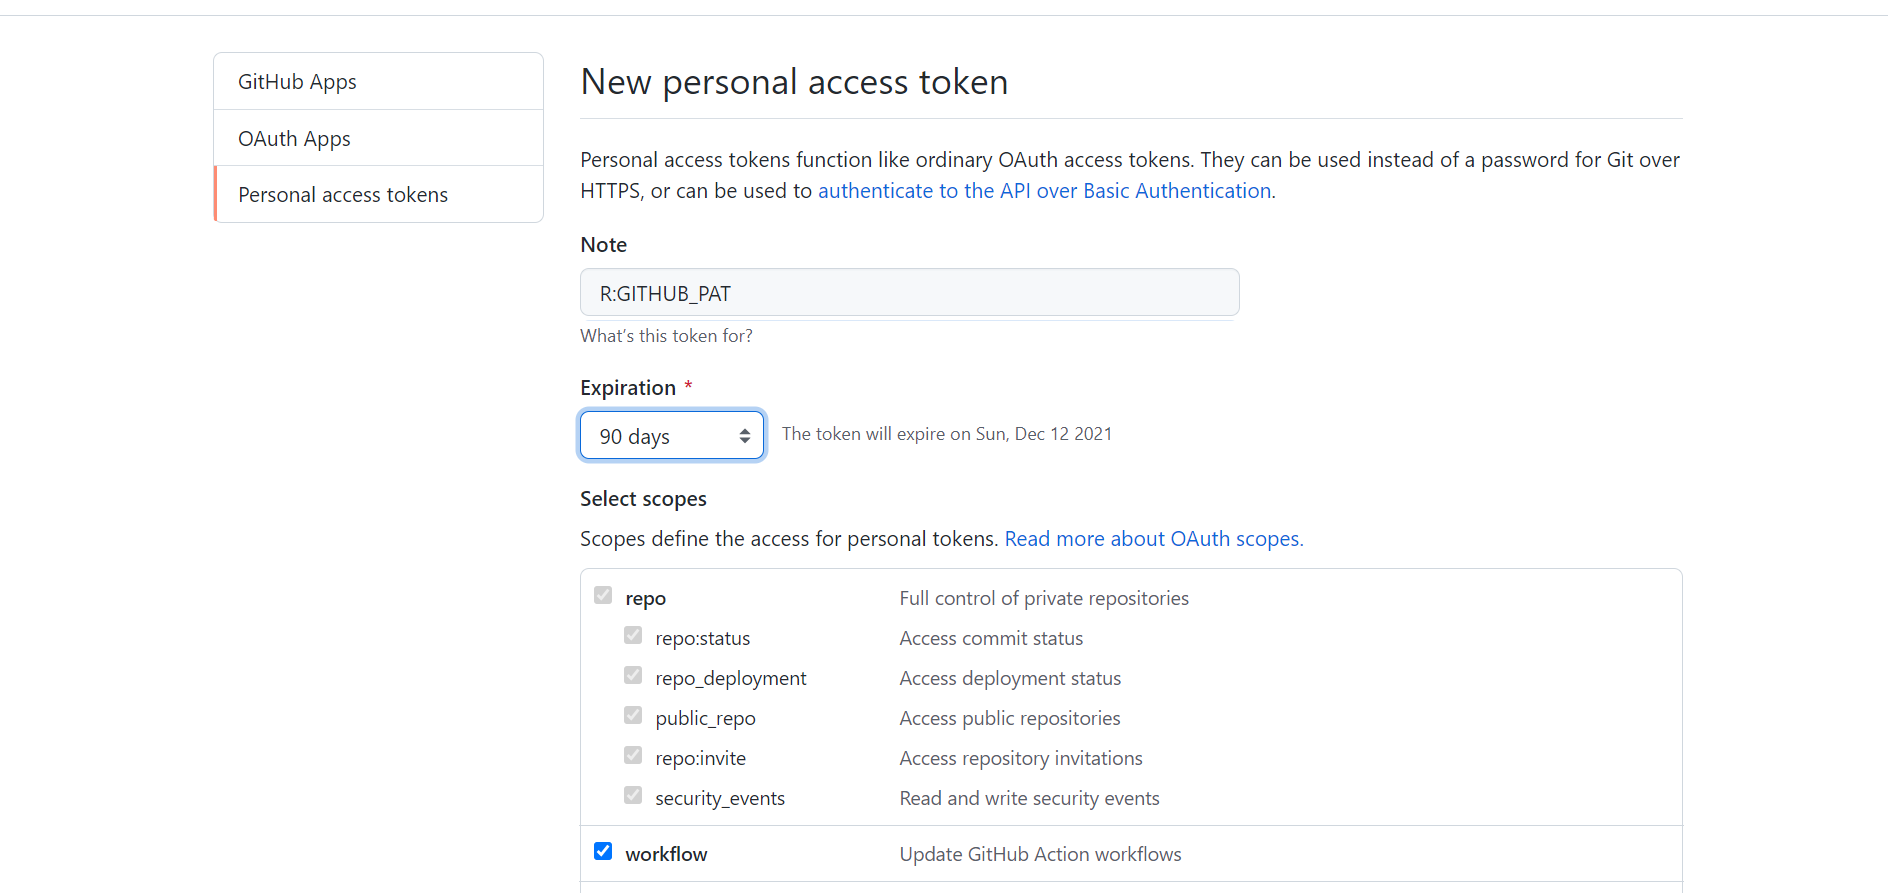 GitHub Apps
OAuth Apps
Personal access tokens
New personal access token
Personal access tokens function like ordinary OAuth access tokens. They can be used instead of a password for Git over
HTTPS, or can be used to authenticate to the API over Basic Authentication.
Note
R:GITHUB_PAT
What's this token for?
Expiration *
90 days
The token will expire on Sun, Dec 12 2021
Select scopes
Scopes define the access for personal tokens. Read more about OAuth scopes.
repo Full control of private repositories
repo:status Access commit status
repo_deployment Access deployment status
public_repo Access public repositories
repo:invite Access repository invitations
security_events Read and write security events
workflow Update GitHub Action workflows